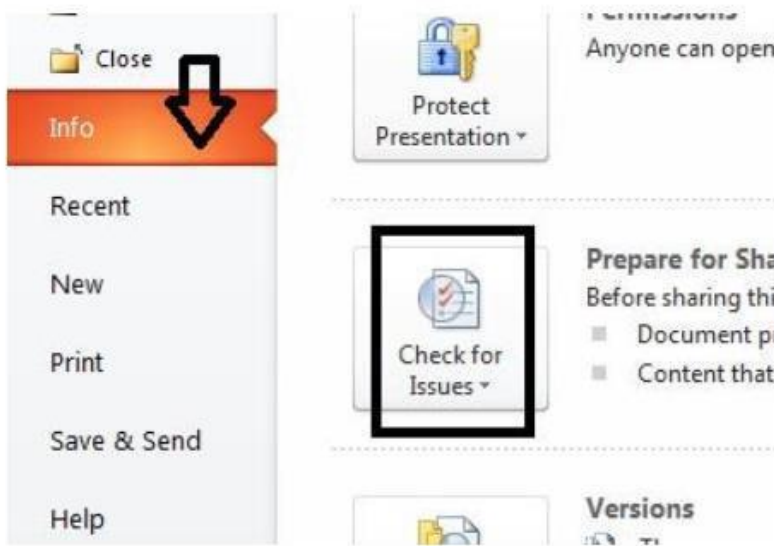 Close
Info
Recent
New
Print
Save & Send
Help
Permissions
Anyone can open
Protect
Presentation
Prepare for Sha
Before sharing thi
Document pr
Content that
Check for
Issues
Versions